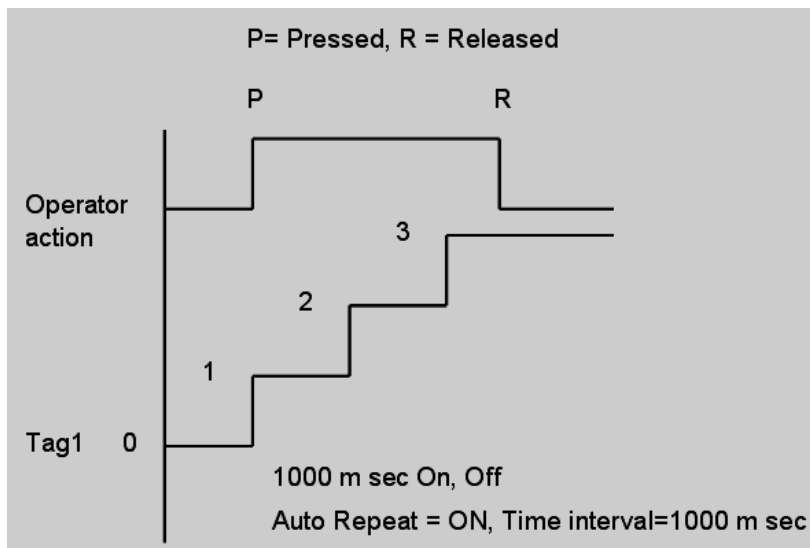 P= Pressed, R = Released
P R
Operator
action
3
2
1
Tag1 0
1000 m sec On, Off
Auto Repeat = ON, Time interval=1000 m sec